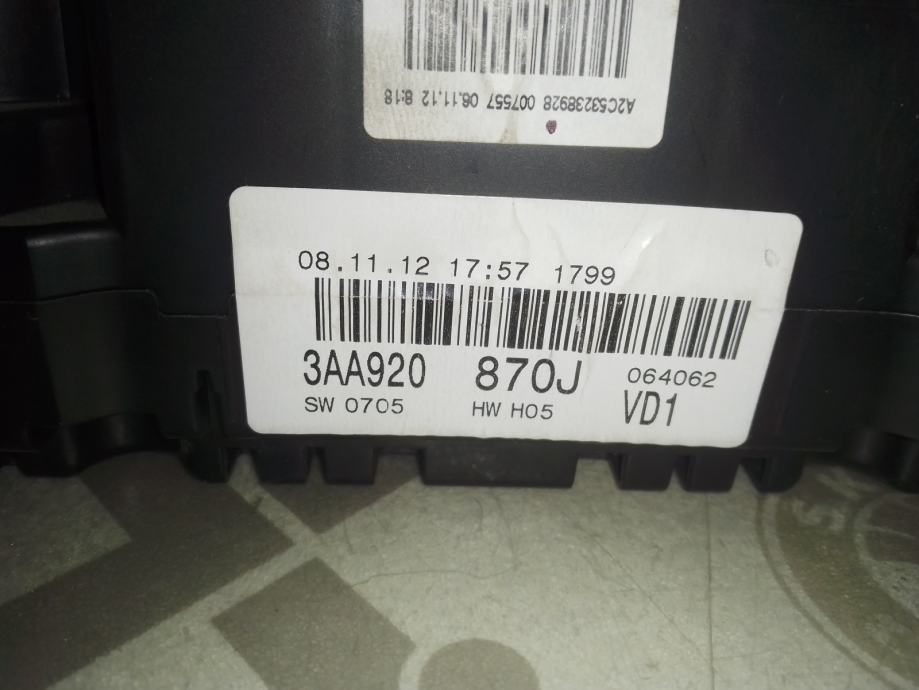 A2C53238928 007557 08.11.12 8:18
08.11.12 17:57 1799
3AA920 870J 064062
SW 0705 HW H05 VD1